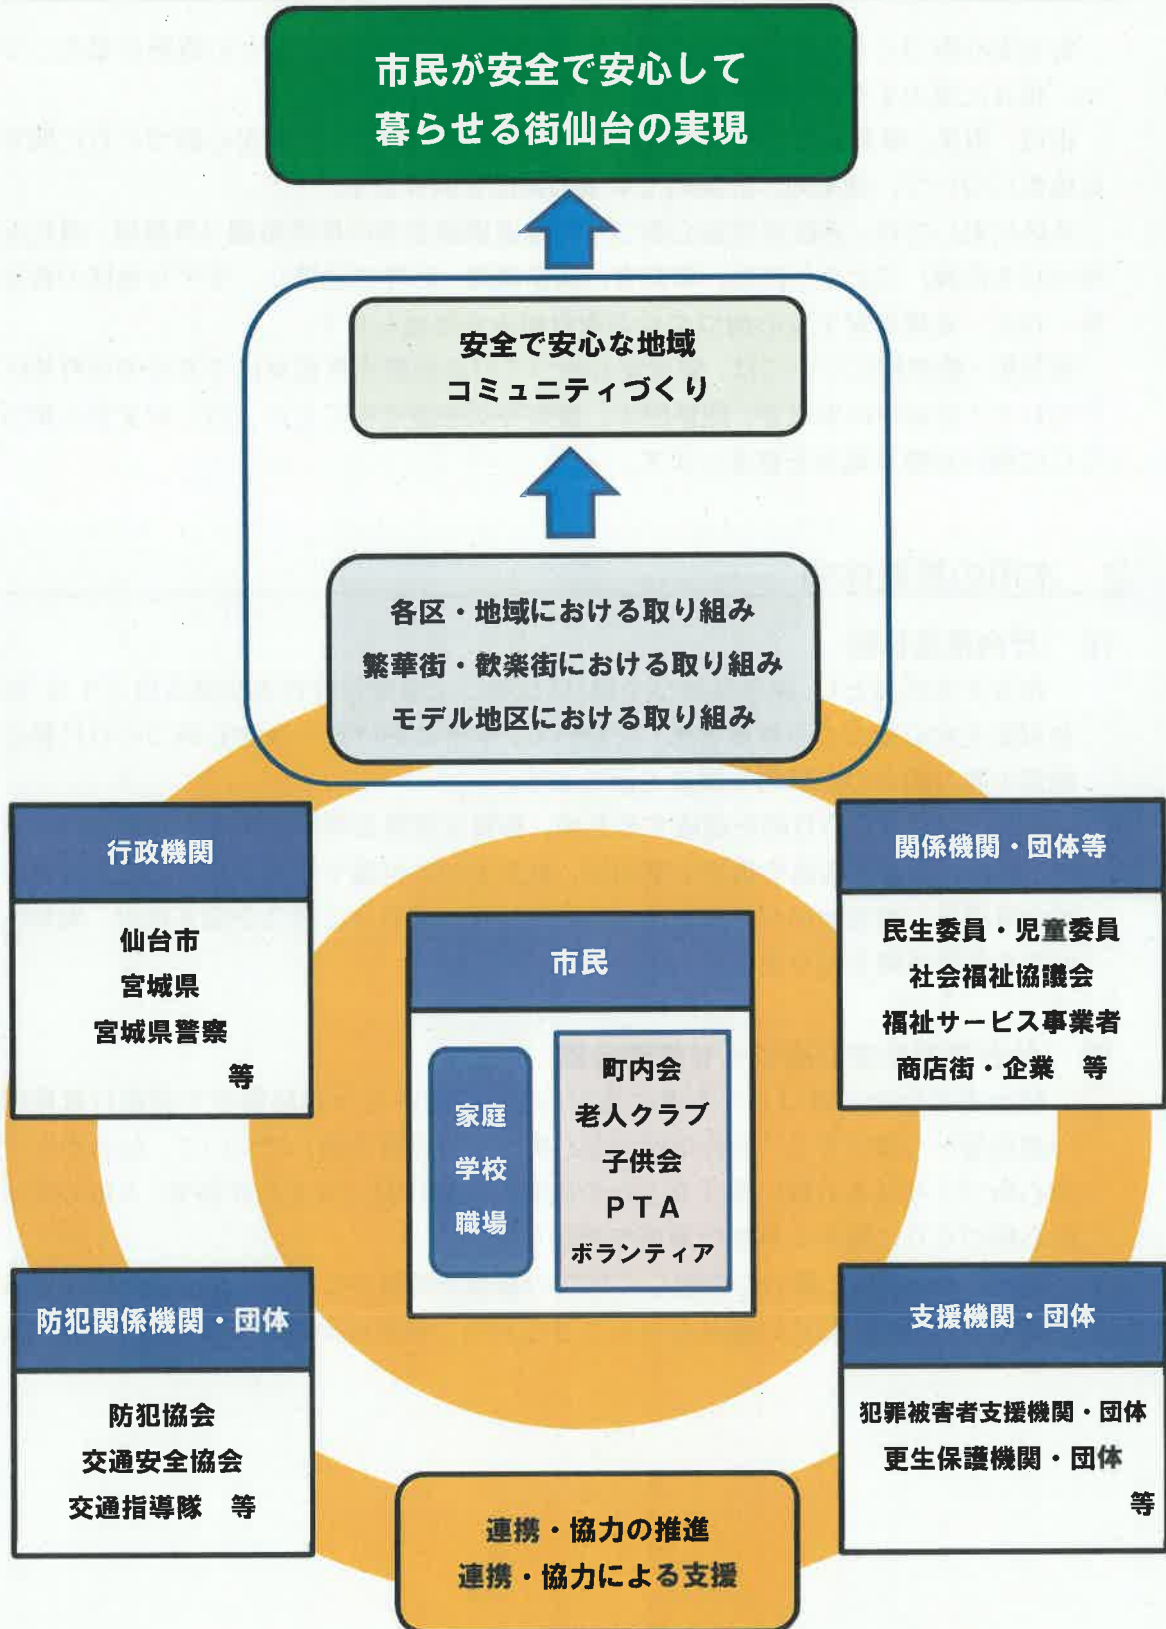 市民が安全で安心して
暮らせる街仙台の実現
安全で安心な地域
コミュニティづくり
各区・地域における取り組み
繁華街・歓楽街における取り組み
モデル地区における取り組み
行政機関
仙台市
宮城県
宮城県警察
等
関係機関・団体等
民生委員・児童委員
社会福祉協議会
福祉サービス事業者
商店街・企業 等
市民
家庭
学校
職場
町内会
老人クラブ
子供会
PTA
ボランティア
防犯関係機関・団体
防犯協会
交通安全協会
交通指導隊 等
支援機関・団体
犯罪被害者支援機関・団体
更生保護機関・団体
等
連携・協力の推進
連携・協力による支援